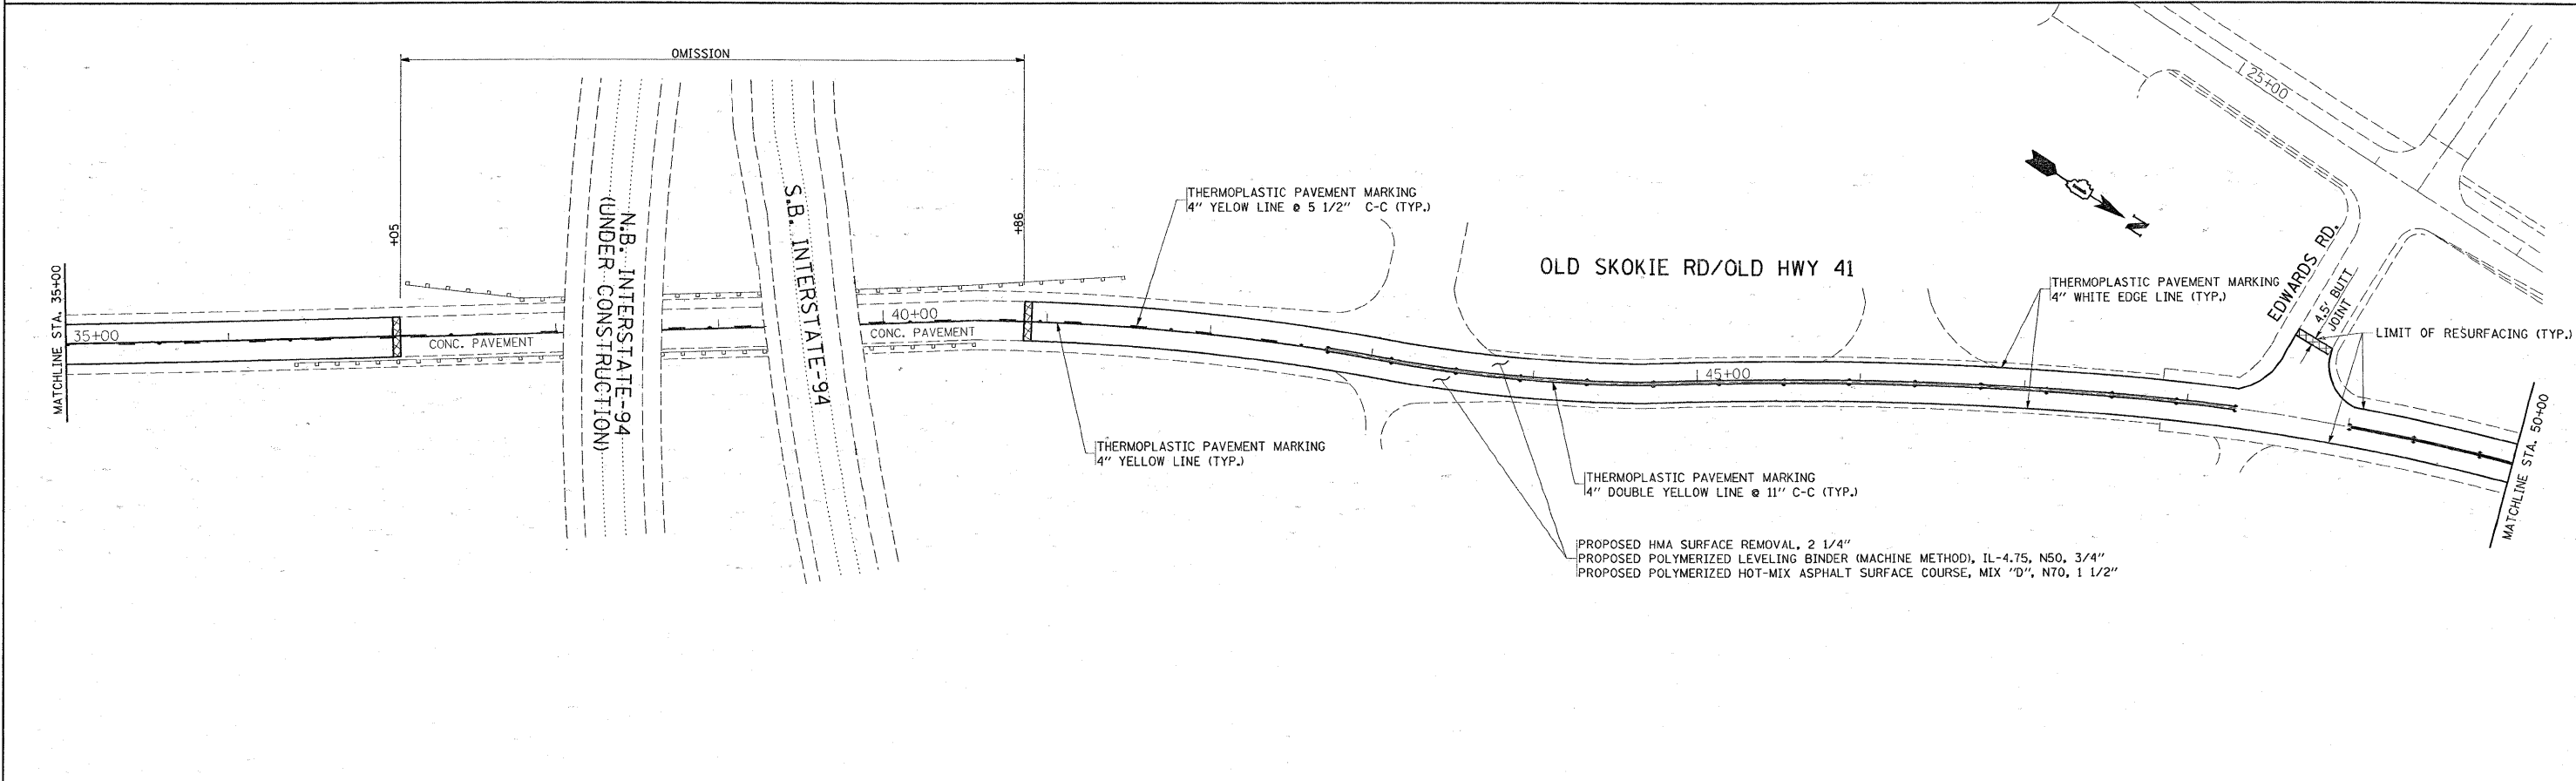 OMISSION
25+00
THERMOPLASTIC PAVEMENT MARKING
4" YELOW LINE @ 5 1/2" C-C (TYP.)
N
+05
+86
N.B. INTERSTATE-94
(UNDER CONSTRUCTION)
S.B. INTERSTATE-94
OLD SKOKIE RD/OLD HWY 41
EDWARDS RD.
THERMOPLASTIC PAVEMENT MARKING
4" WHITE EDGE LINE (TYP.)
4.5' BUTT
JOINT
LIMIT OF RESURFACING (TYP.)
MATCHLINE STA. 35+00
35+00
CONC. PAVEMENT
40+00
CONC. PAVEMENT
45+00
MATCHLINE STA. 50+00
THERMOPLASTIC PAVEMENT MARKING
4" YELLOW LINE (TYP.)
THERMOPLASTIC PAVEMENT MARKING
4" DOUBLE YELLOW LINE @ 11" C-C (TYP.)
PROPOSED HMA SURFACE REMOVAL, 2 1/4"
PROPOSED POLYMERIZED LEVELING BINDER (MACHINE METHOD), IL-4.75, N50, 3/4"
PROPOSED POLYMERIZED HOT-MIX ASPHALT SURFACE COURSE, MIX "D", N70, 1 1/2"